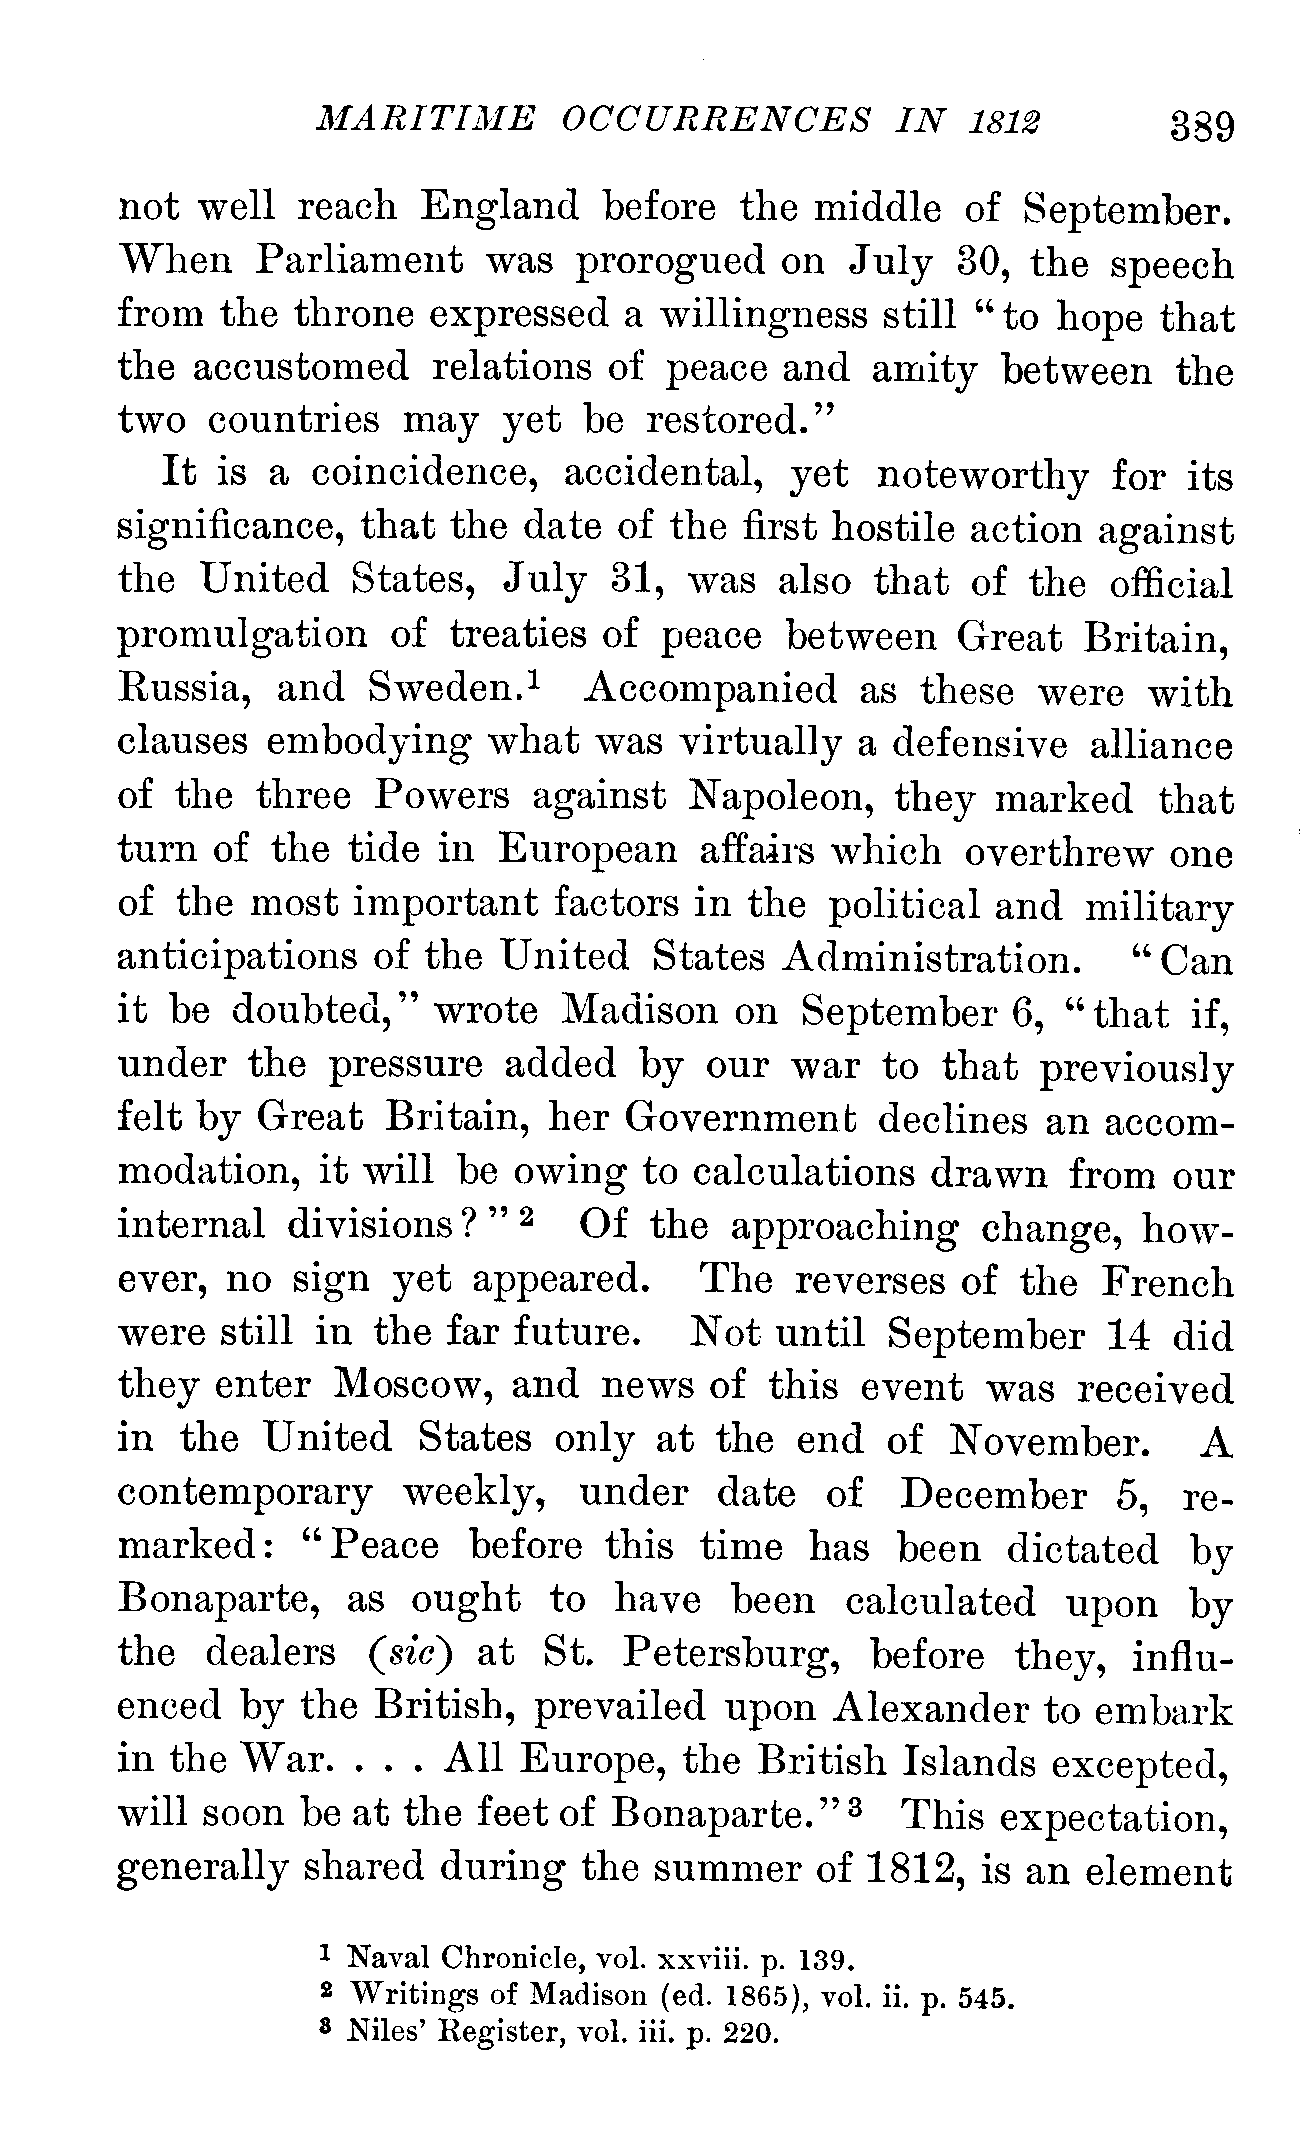 MARITIME OCCURRENCES IN 1812 389
not well reach England before the middle of September.
When Parliament was prorogued on July 30, the speech
from the throne expressed a willingness still “to hope that
the accustomed relations of peace and amity between the
two countries may yet be restored.”
It is a coincidence, accidental, yet noteworthy for its
significance, that the date of the first hostile action against
the United States, July 31, was also that of the official
promulgation of treaties of peace between Great Britain,
Russia, and Sweden.¹ Accompanied as these were with
clauses embodying what was virtually a defensive alliance
of the three Powers against Napoleon, they marked that
turn of the tide in European affairs which overthrew one
of the most important factors in the political and military
anticipations of the United States Administration. “Can
it be doubted,” wrote Madison on September 6, “that if,
under the pressure added by our war to that previously
felt by Great Britain, her Government declines an accom-
modation, it will be owing to calculations drawn from our
internal divisions?”² Of the approaching change, how-
ever, no sign yet appeared. The reverses of the French
were still in the far future. Not until September 14 did
they enter Moscow, and news of this event was received
in the United States only at the end of November. A
contemporary weekly, under date of December 5, re-
marked: “Peace before this time has been dictated by
Bonaparte, as ought to have been calculated upon by
the dealers (sic) at St. Petersburg, before they, influ-
enced by the British, prevailed upon Alexander to embark
in the War. . . . All Europe, the British Islands excepted,
will soon be at the feet of Bonaparte.”³ This expectation,
generally shared during the summer of 1812, is an element
¹ Naval Chronicle, vol. xxviii. p. 139.
² Writings of Madison (ed. 1865), vol. ii. p. 545.
³ Niles’ Register, vol. iii. p. 220.